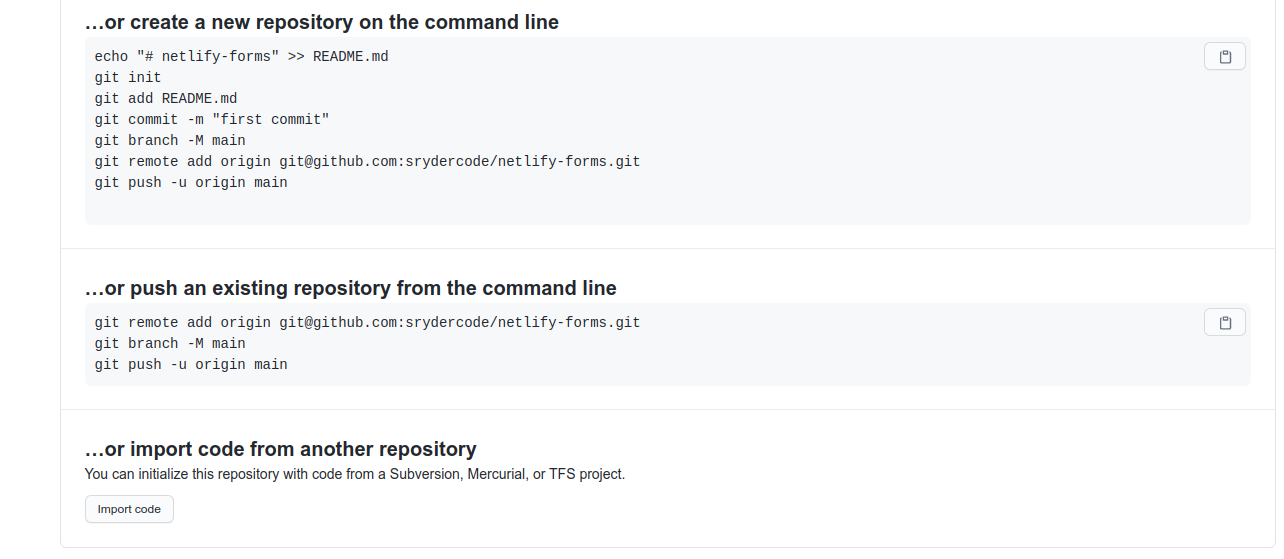 …or create a new repository on the command line
echo "# netlify-forms" >> README.md
git init
git add README.md
git commit -m "first commit"
git branch -M main
git remote add origin git@github.com:srydercode/netlify-forms.git
git push -u origin main
…or push an existing repository from the command line
git remote add origin git@github.com:srydercode/netlify-forms.git
git branch -M main
git push -u origin main
…or import code from another repository
You can initialize this repository with code from a Subversion, Mercurial, or TFS project.
Import code